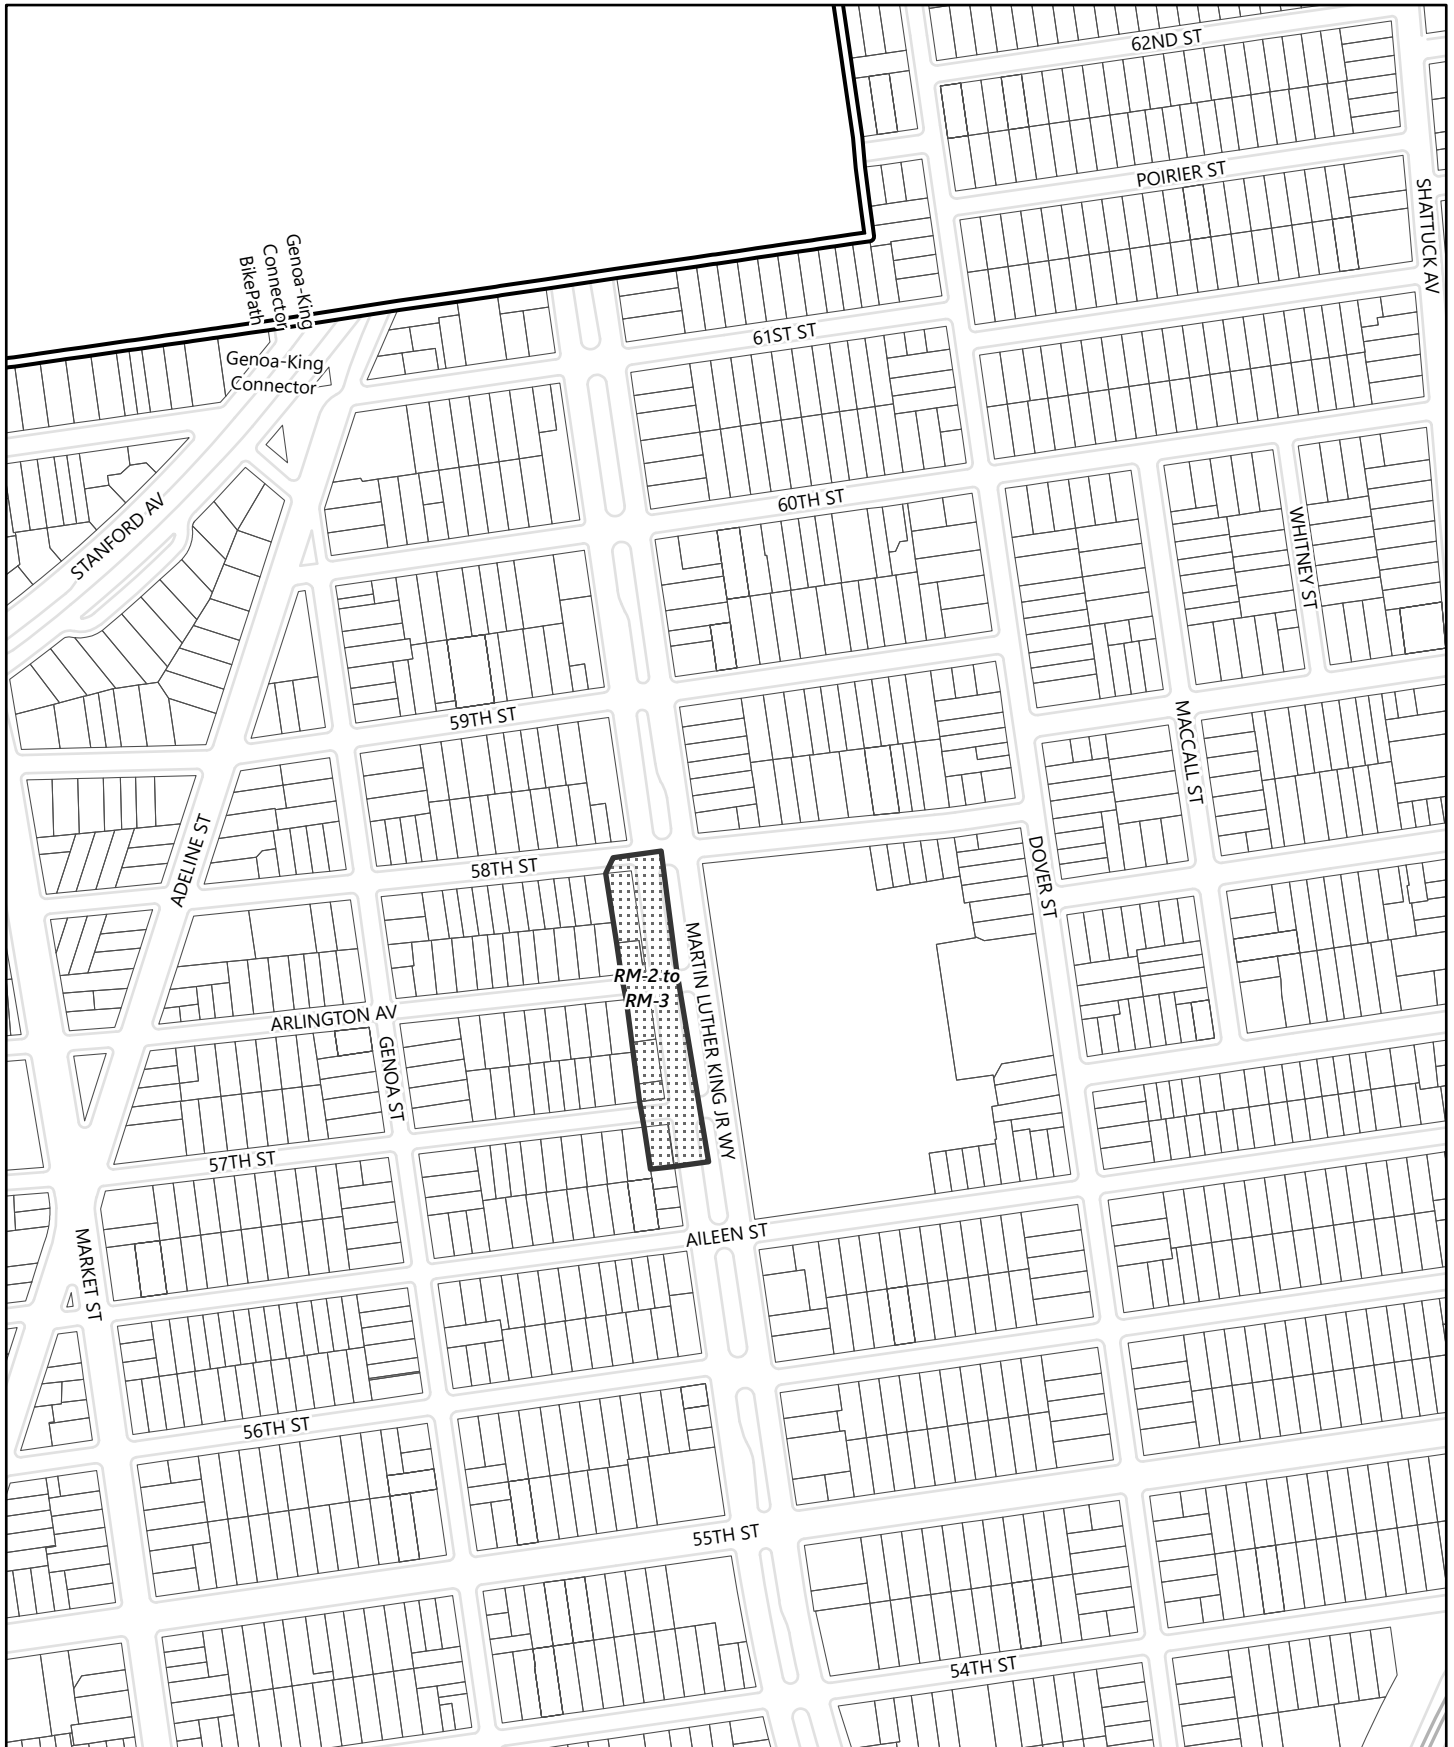 62ND ST
POIRIER ST
SHATTUCK AV
Genoa-King
Connector
BikePath
61ST ST
Genoa-King
Connector
60TH ST
STANFORD AV
WHITNEY ST
59TH ST
MACCALL ST
ADELINE ST
58TH ST
DOVER ST
MARTIN LUTHER KING JR WY
RM-2 to
RM-3
ARLINGTON AV
GENOA ST
57TH ST
MARKET ST
AILEEN ST
56TH ST
55TH ST
54TH ST